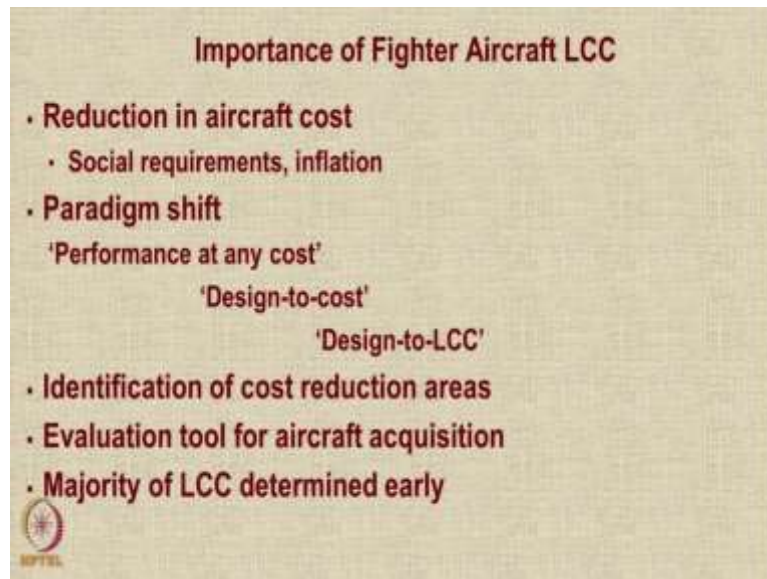 Importance of Fighter Aircraft LCC
• Reduction in aircraft cost
• Social requirements, inflation
• Paradigm shift
‘Performance at any cost’
‘Design-to-cost’
‘Design-to-LCC’
• Identification of cost reduction areas
• Evaluation tool for aircraft acquisition
• Majority of LCC determined early
NPTEL